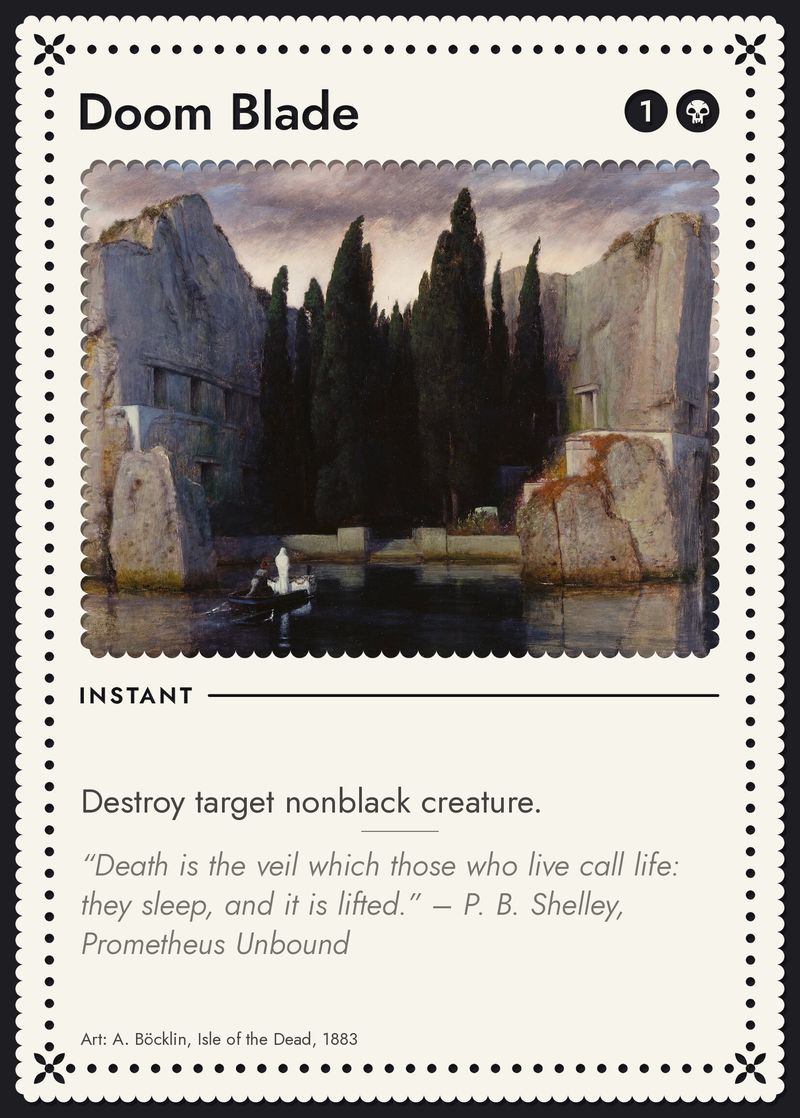 Doom Blade
1
INSTANT
Destroy target nonblack creature.
“Death is the veil which those who live call life:
they sleep, and it is lifted.” – P. B. Shelley,
Prometheus Unbound
Art: A. Böcklin, Isle of the Dead, 1883